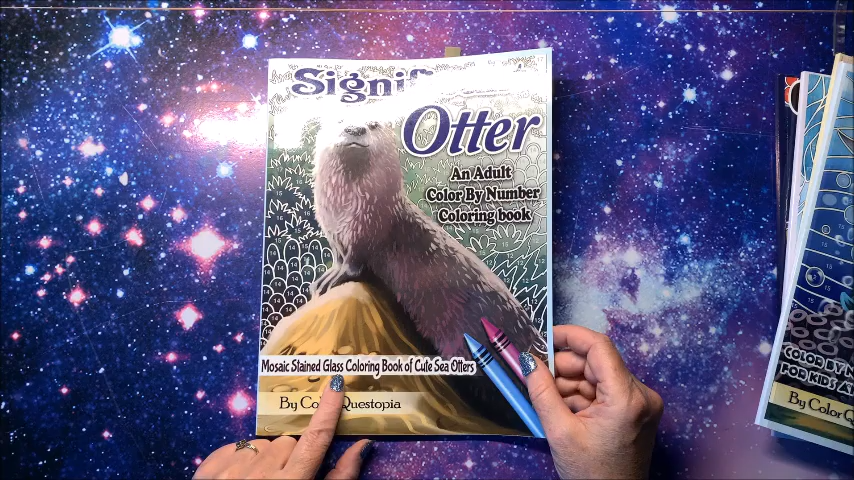 Signif
Otter
An Adult
Color By Number
Coloring book
Mosaic Stained Glass Coloring Book of Cute Sea Otters
By Questopia
COLOR BY
FOR KIDS
By Color